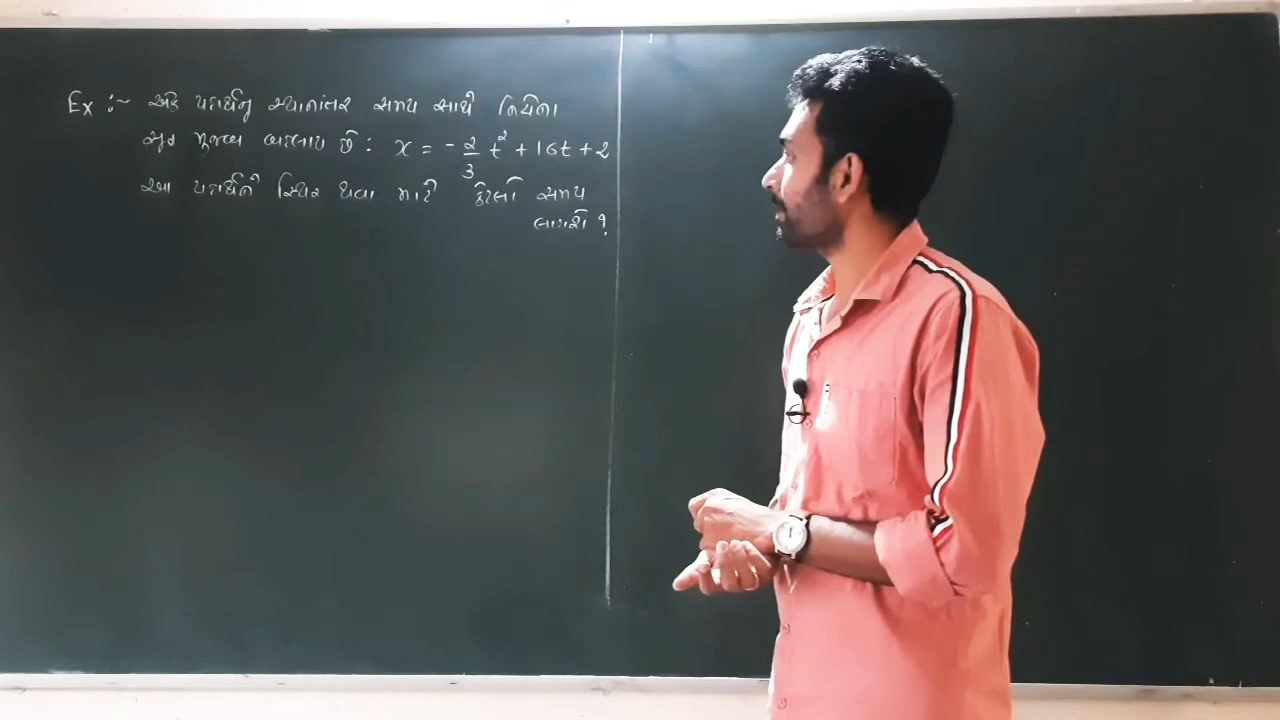 Ex :- એક પદાર્થનુ સ્થાનાંતર સમય સાથે નિચેના
સુત્ર મુજબ બદલાય છે : x = - 2/3 t² + 16t + 2
આ પદાર્થને સ્થિર થવા માટે કેટલો સમય
લાગશે ?